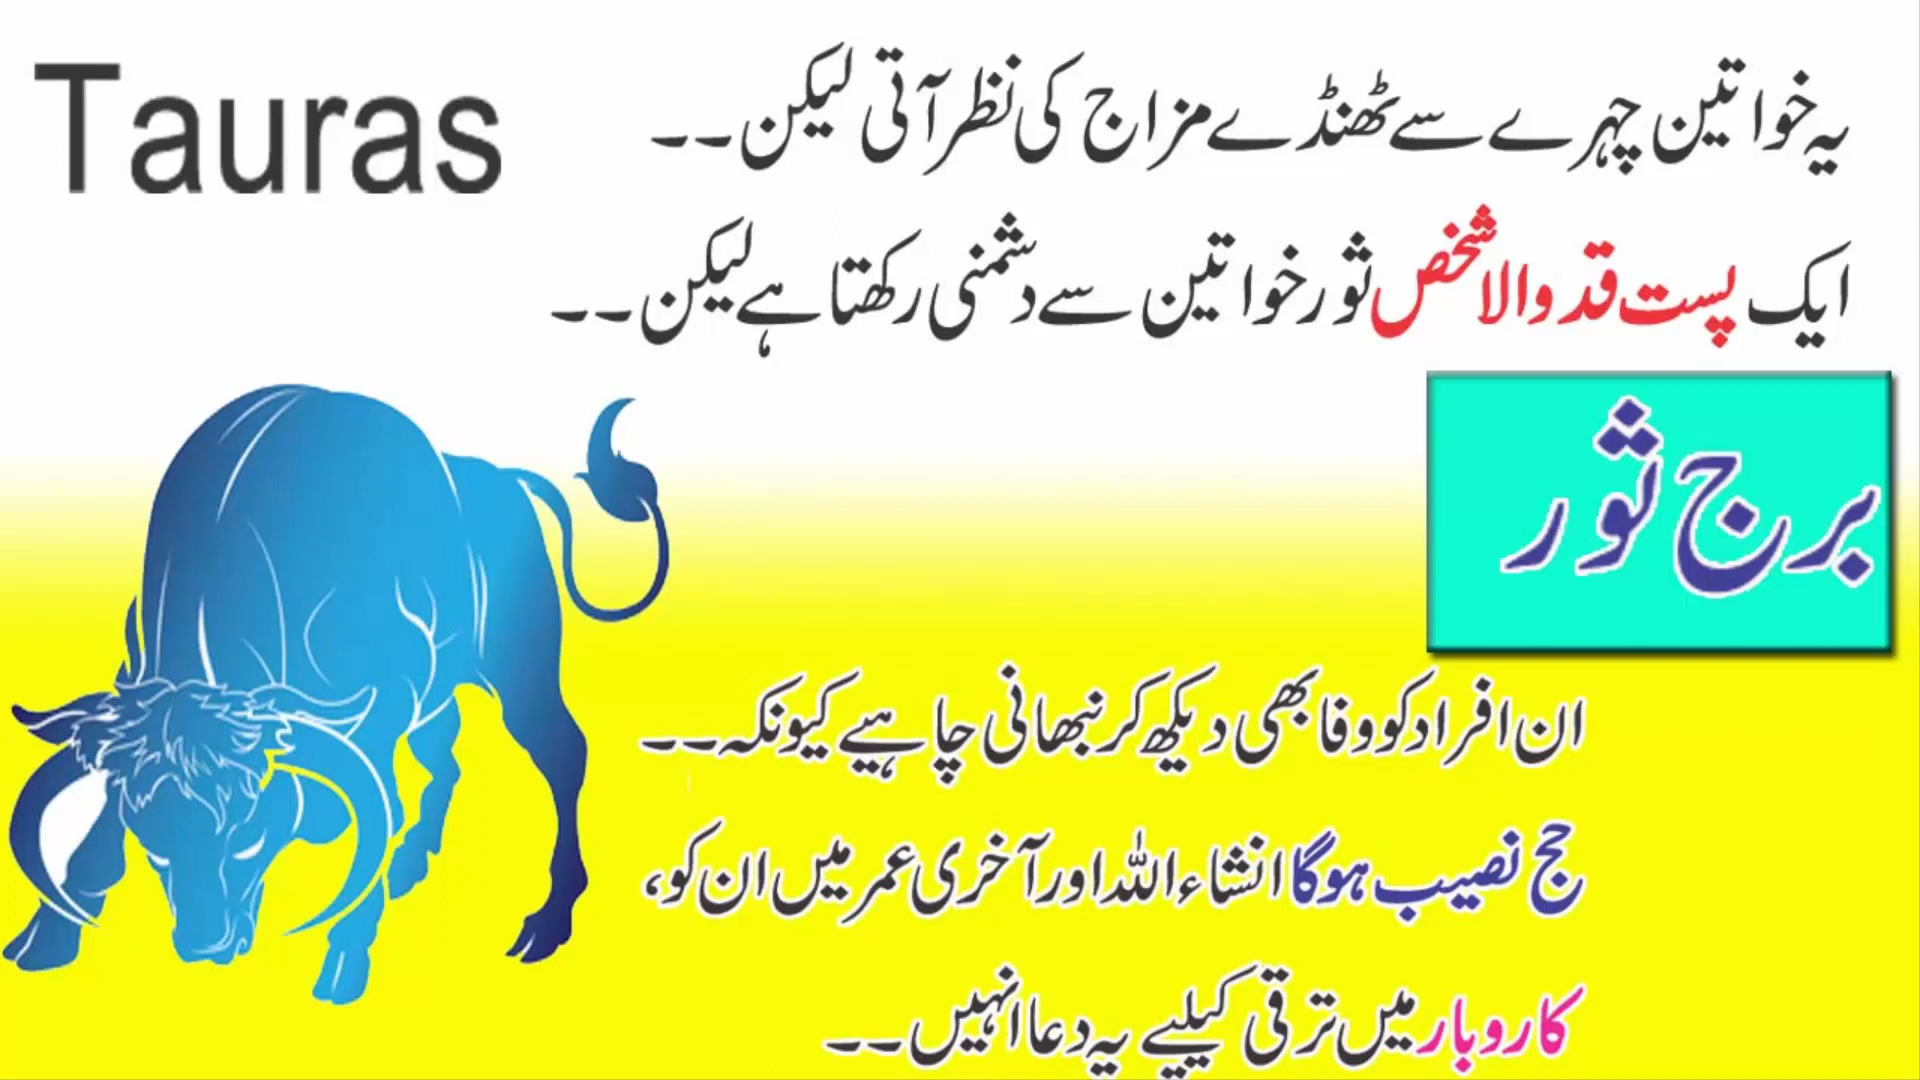 Tauras
یہ خواتین چہرے سے ٹھنڈے مزاج کی نظر آتی لیکن۔۔
ایک پست قد والا شخص ثور خواتین سے دشمنی رکھتا ہے لیکن۔۔
برج ثور
ان افراد کو وفا بھی دیکھ کر نبھانی چاہیے کیونکہ۔۔
حج نصیب ہوگا انشاء اللہ اور آخری عمر میں ان کو،
کاروبار میں ترقی کیلیے یہ دعا انہیں۔۔